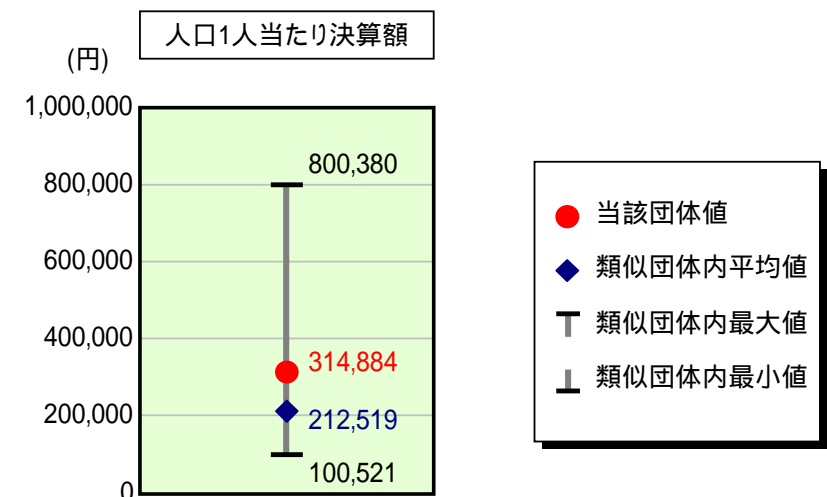 人口1人当たり決算額
(円)
1,000,000
800,380
800,000
600,000
400,000
314,884
212,519
200,000
100,521
0
当該団体値
類似団体内平均値
類似団体内最大値
類似団体内最小値